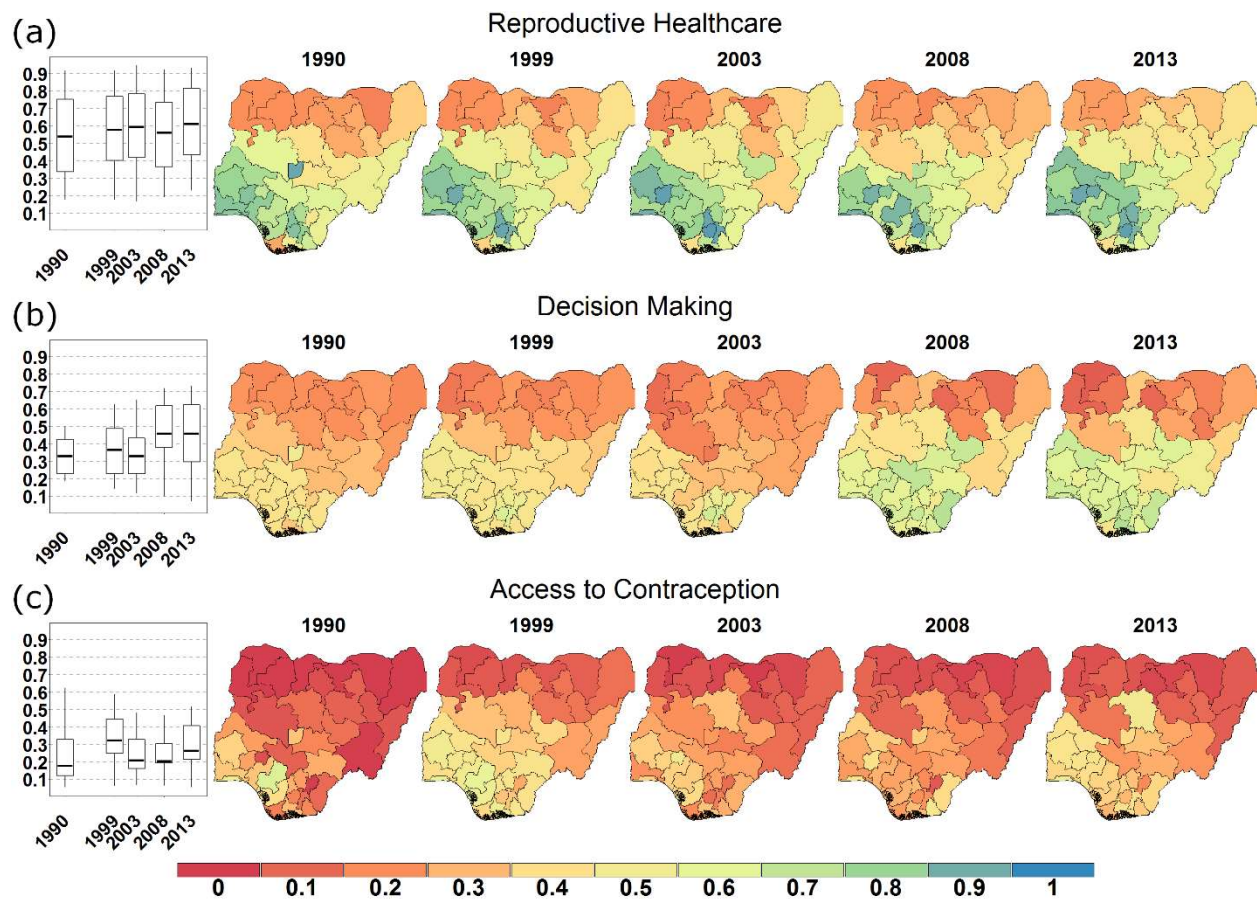 (a)
Reproductive Healthcare
1990 1999 2003 2008 2013
0.9
0.8
0.7
0.6
0.5
0.4
0.3
0.2
0.1
1990 1999 2003 2008 2013
(b)
Decision Making
1990 1999 2003 2008 2013
0.9
0.8
0.7
0.6
0.5
0.4
0.3
0.2
0.1
1990 1999 2003 2008 2013
(c)
Access to Contraception
1990 1999 2003 2008 2013
0.9
0.8
0.7
0.6
0.5
0.4
0.3
0.2
0.1
1990 1999 2003 2008 2013
0 0.1 0.2 0.3 0.4 0.5 0.6 0.7 0.8 0.9 1